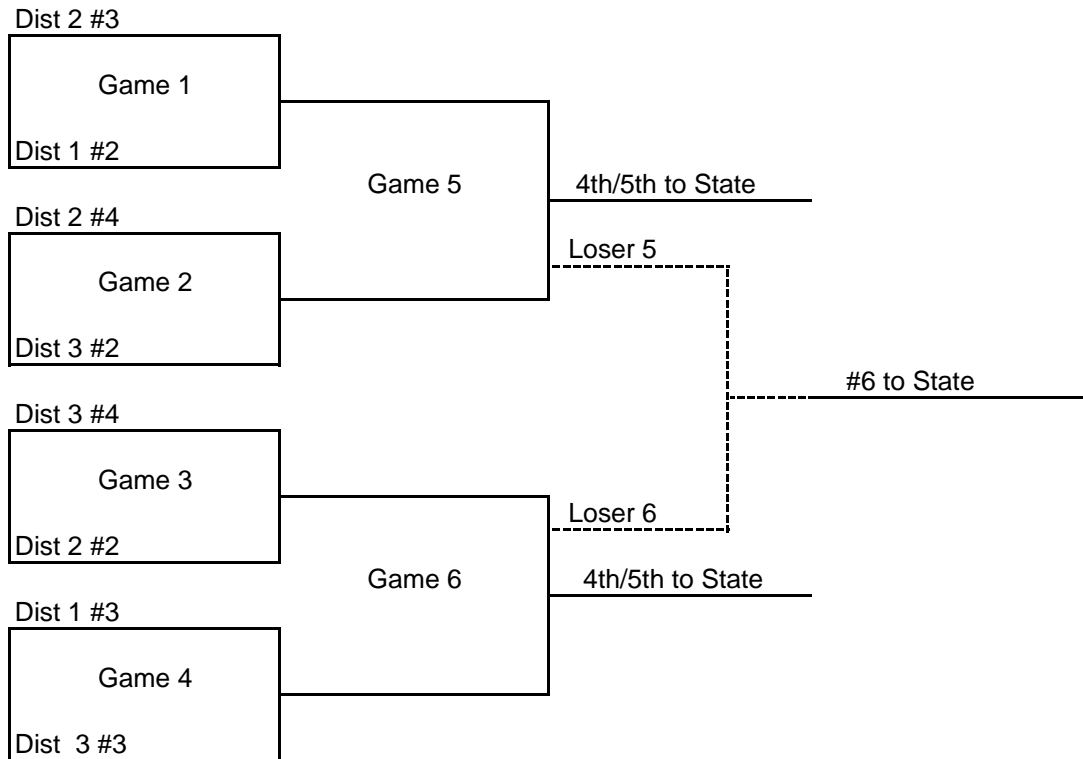 Dist 2 #3
Game 1
Dist 1 #2
Game 5
4th/5th to State
Dist 2 #4
Loser 5
Game 2
Dist 3 #2
#6 to State
Dist 3 #4
Game 3
Loser 6
Dist 2 #2
Game 6
4th/5th to State
Dist 1 #3
Game 4
Dist  3 #3